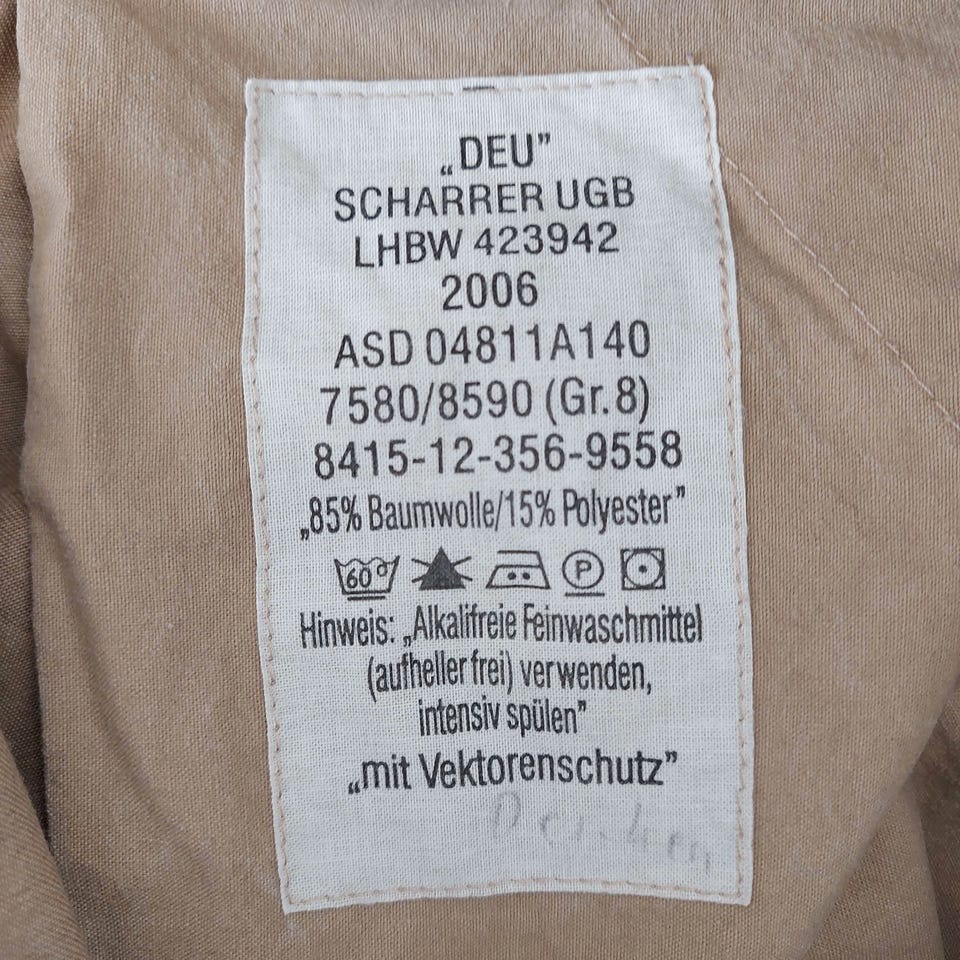 „DEU”
SCHARRER UGB
LHBW 423942
2006
ASD 04811A140
7580/8590 (Gr.8)
8415-12-356-9558
„85% Baumwolle/15% Polyester”
60° P
Hinweis: „Alkalifreie Feinwaschmittel
(aufheller frei) verwenden,
intensiv spülen”
„mit Vektorenschutz”